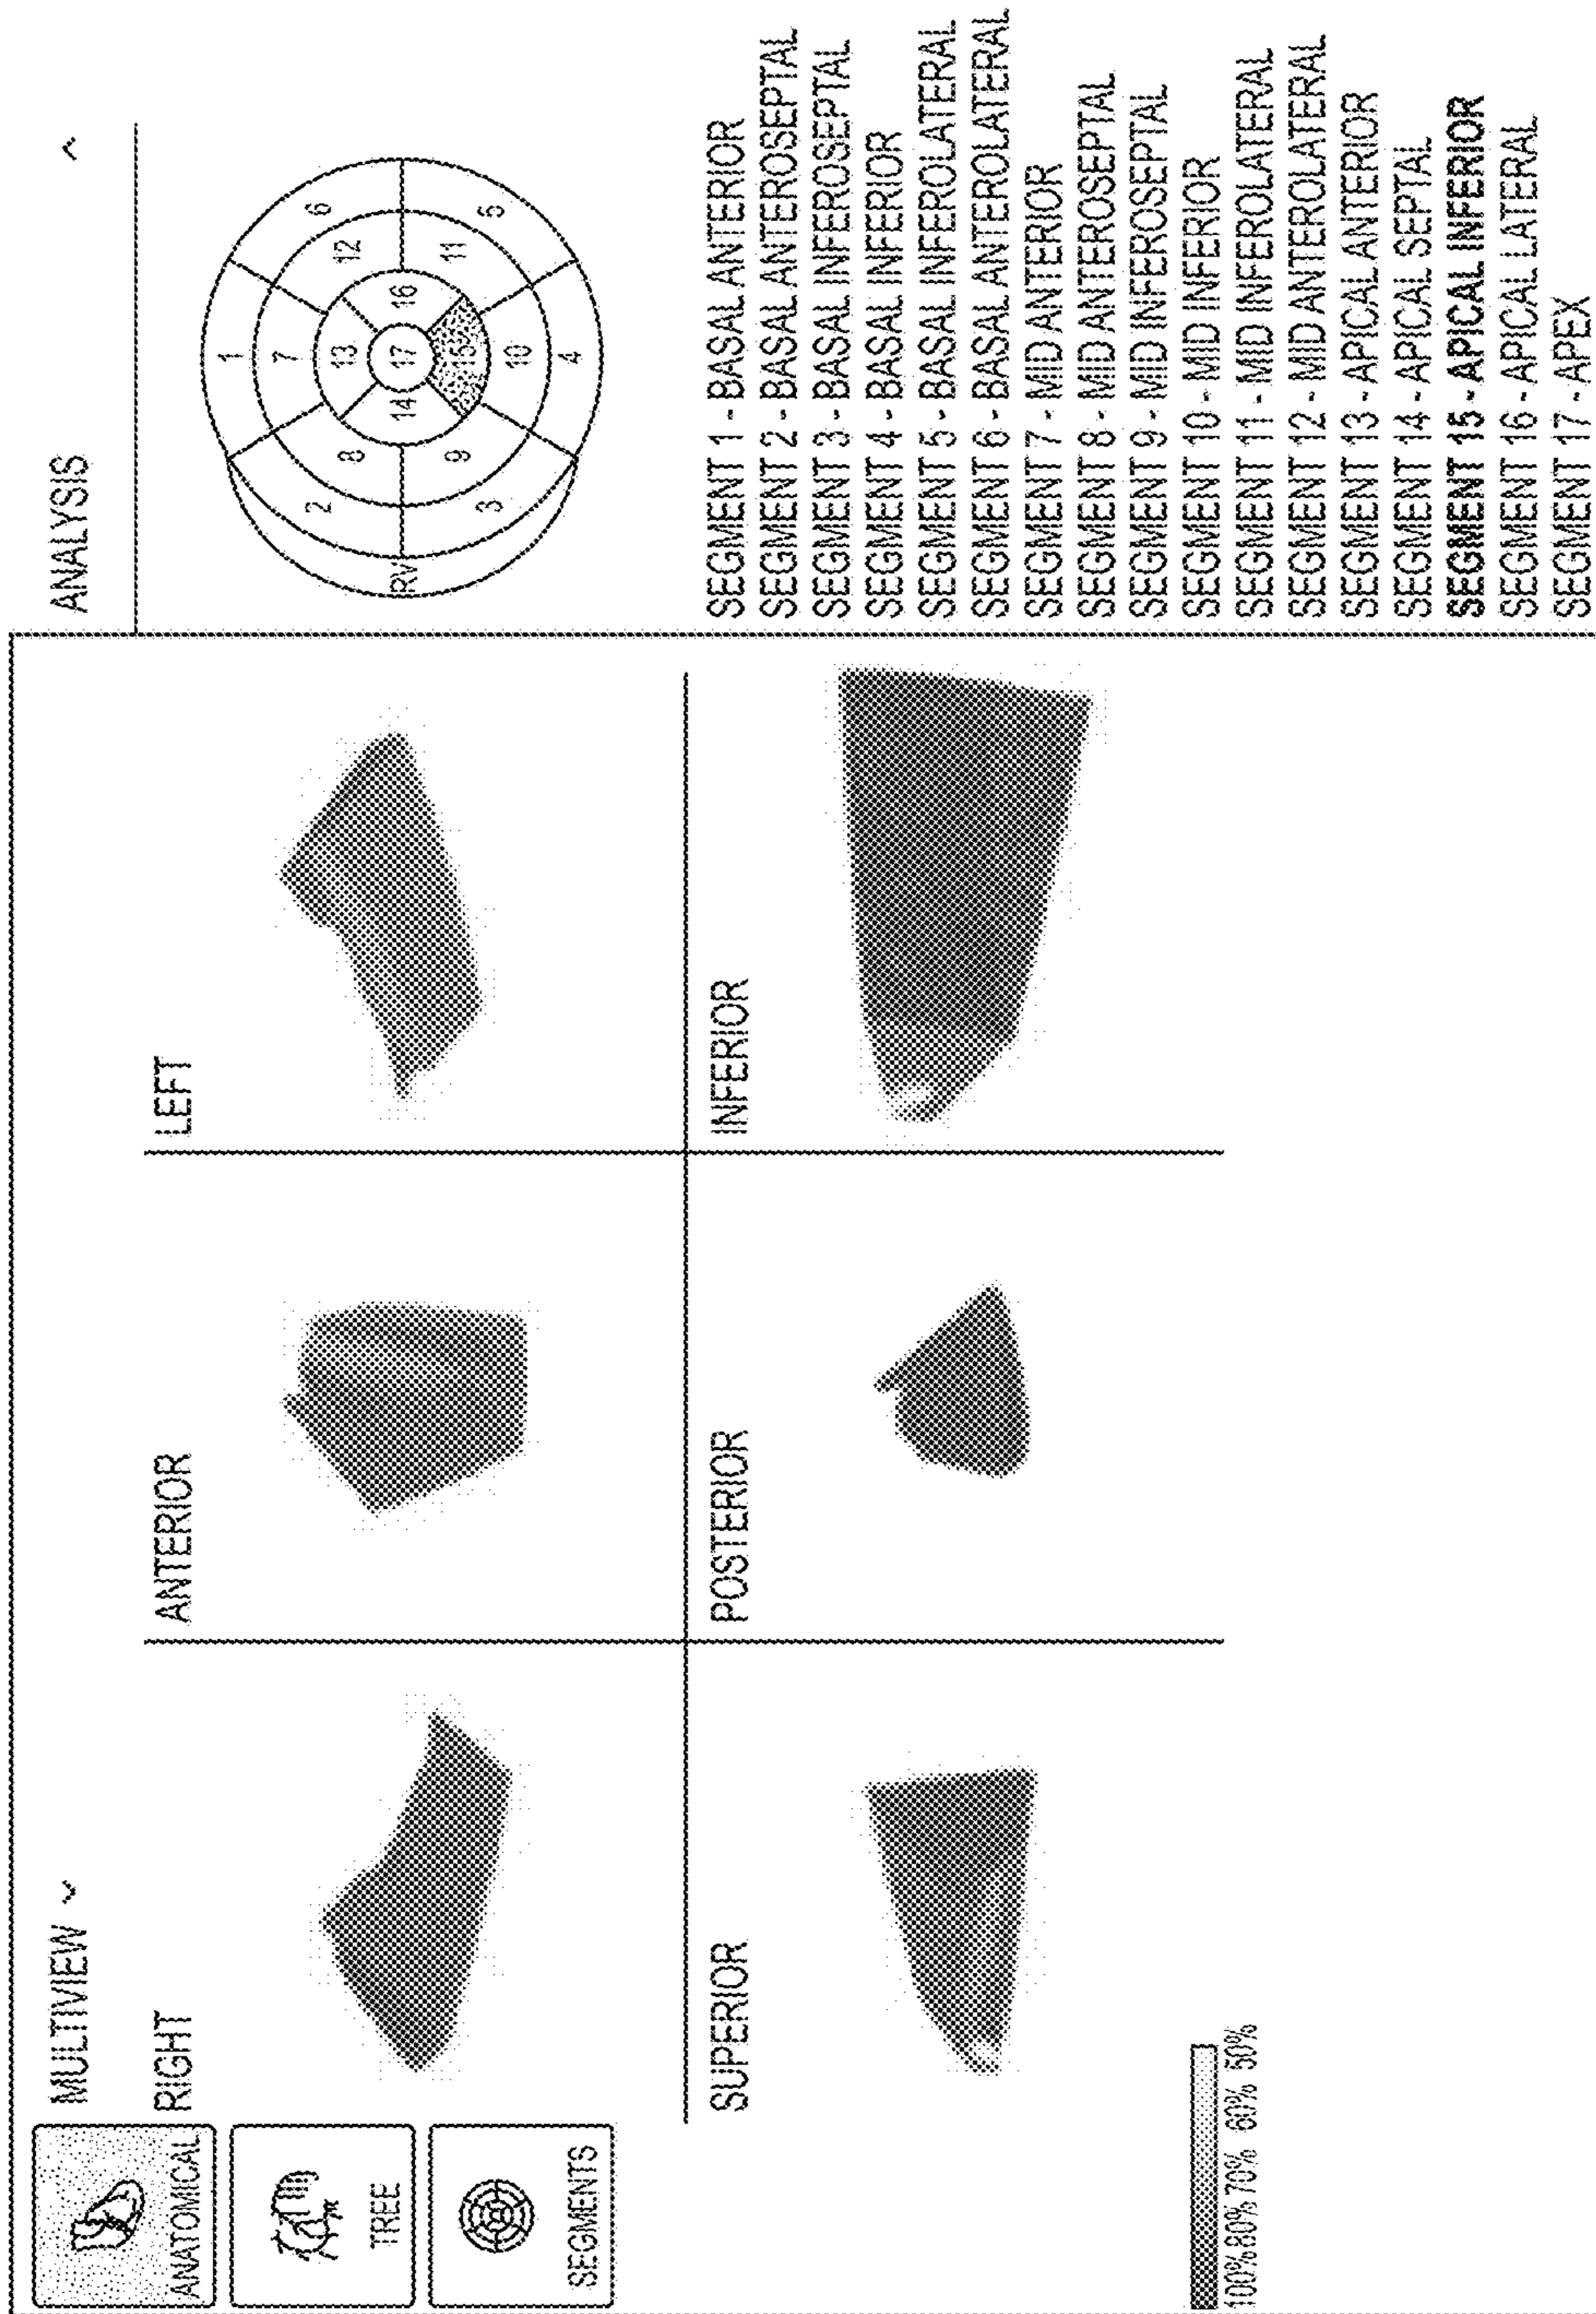 MULTIVIEW
ANATOMICAL
TREE
SEGMENTS
RIGHT
ANTERIOR
LEFT
SUPERIOR
POSTERIOR
INFERIOR
100% 80% 70% 60% 50%
ANALYSIS
1
2
3
4
5
6
7
8
9
10
11
12
13
14
15
16
17
RV
SEGMENT 1 - BASAL ANTERIOR
SEGMENT 2 - BASAL ANTEROSEPTAL
SEGMENT 3 - BASAL INFEROSEPTAL
SEGMENT 4 - BASAL INFERIOR
SEGMENT 5 - BASAL INFEROLATERAL
SEGMENT 6 - BASAL ANTEROLATERAL
SEGMENT 7 - MID ANTERIOR
SEGMENT 8 - MID ANTEROSEPTAL
SEGMENT 9 - MID INFEROSEPTAL
SEGMENT 10 - MID INFERIOR
SEGMENT 11 - MID INFEROLATERAL
SEGMENT 12 - MID ANTEROLATERAL
SEGMENT 13 - APICAL ANTERIOR
SEGMENT 14 - APICAL SEPTAL
SEGMENT 15 - APICAL INFERIOR
SEGMENT 16 - APICAL LATERAL
SEGMENT 17 - APEX